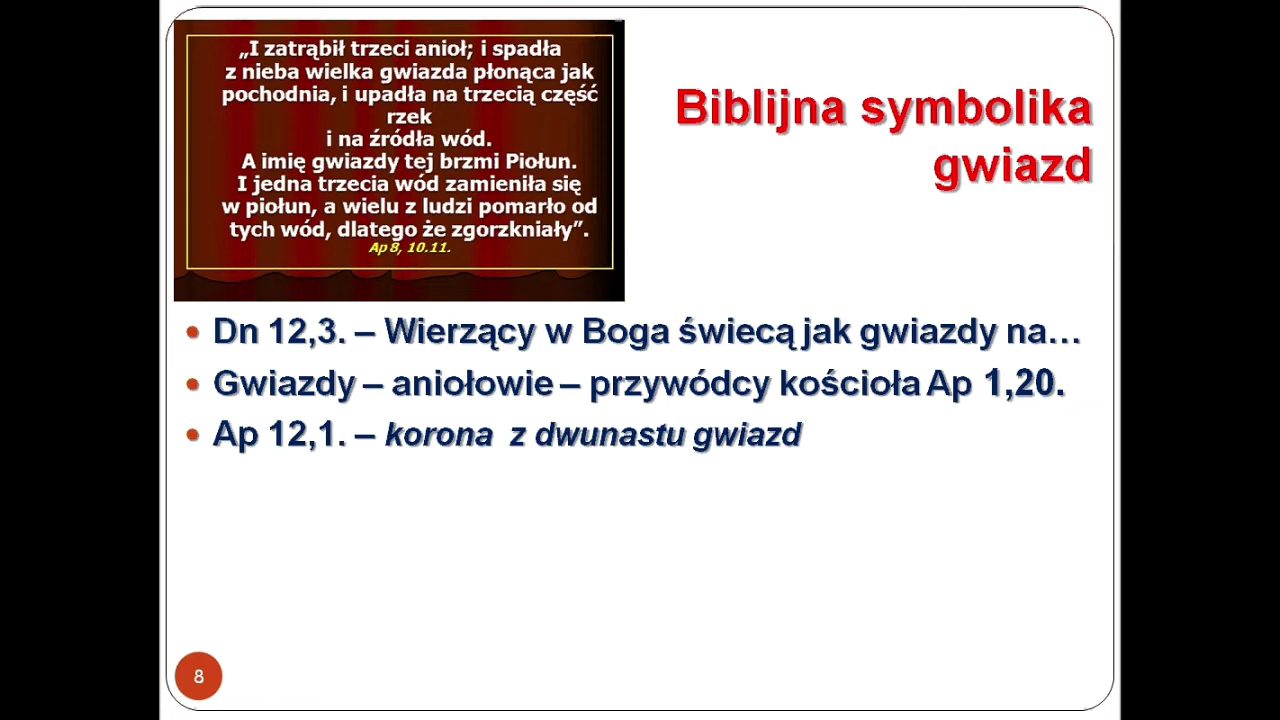 „I zatrąbił trzeci anioł; i spadła
z nieba wielka gwiazda płonąca jak
pochodnia, i upadła na trzecią część
rzek
i na źródła wód.
A imię gwiazdy tej brzmi Piołun.
I jedna trzecia wód zamieniła się
w piołun, a wielu z ludzi pomarło od
tych wód, dlatego że zgorzkniały”.
Ap 8, 10.11.
Biblijna symbolika
gwiazd
• Dn 12,3. – Wierzący w Boga świecą jak gwiazdy na…
• Gwiazdy – aniołowie – przywódcy kościoła Ap 1,20.
• Ap 12,1. – korona z dwunastu gwiazd
8